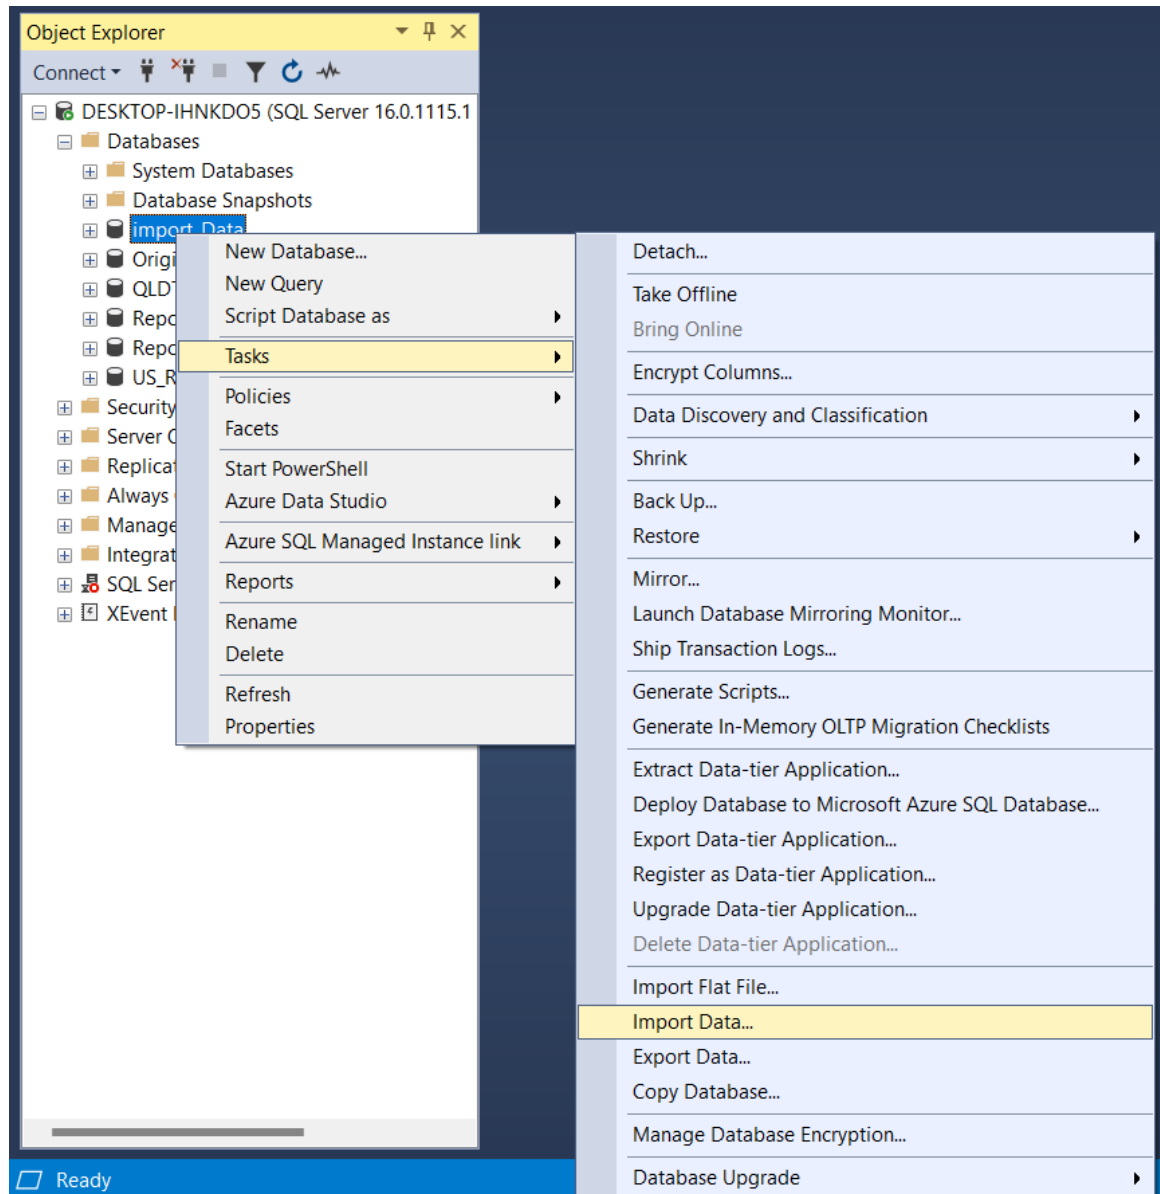 Object Explorer
Connect
DESKTOP-IHNKDO5 (SQL Server 16.0.1115.1
Databases
System Databases
Database Snapshots
import_Data
Origi
QLDT
Repo
Repo
US_R
Security
Server O
Replicat
Always
Manage
Integrat
SQL Ser
XEvent
New Database...
New Query
Script Database as
Tasks
Policies
Facets
Start PowerShell
Azure Data Studio
Azure SQL Managed Instance link
Reports
Rename
Delete
Refresh
Properties
Detach...
Take Offline
Bring Online
Encrypt Columns...
Data Discovery and Classification
Shrink
Back Up...
Restore
Mirror...
Launch Database Mirroring Monitor...
Ship Transaction Logs...
Generate Scripts...
Generate In-Memory OLTP Migration Checklists
Extract Data-tier Application...
Deploy Database to Microsoft Azure SQL Database...
Export Data-tier Application...
Register as Data-tier Application...
Upgrade Data-tier Application...
Delete Data-tier Application...
Import Flat File...
Import Data...
Export Data...
Copy Database...
Manage Database Encryption...
Database Upgrade
Ready